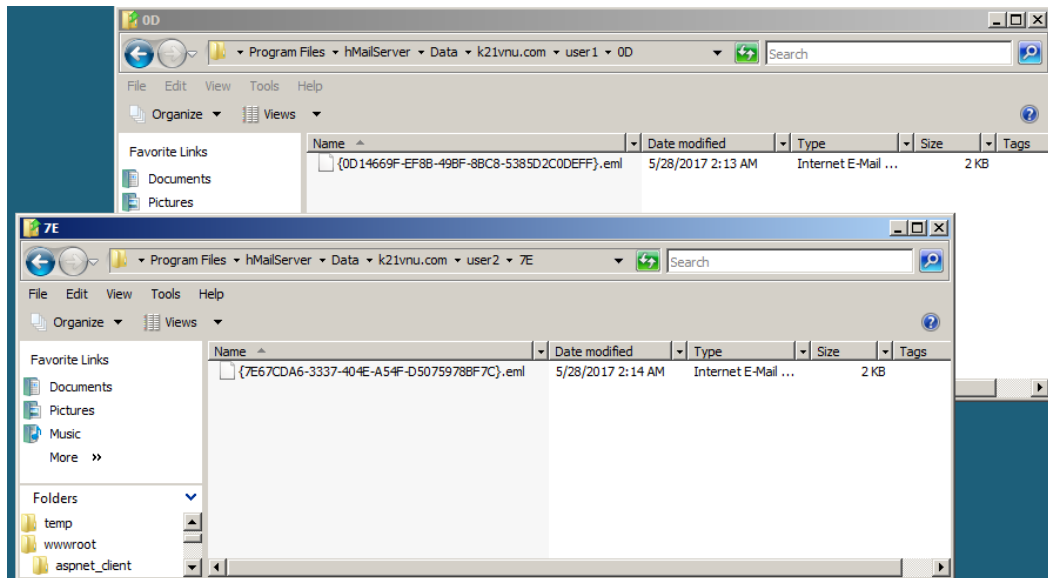 0D
Program Files ▾ hMailServer ▾ Data ▾ k21vnu.com ▾ user1 ▾ 0D
Search
File Edit View Tools Help
Organize Views
Favorite Links
Documents
Pictures
Name Date modified Type Size Tags
{0D14669F-EF8B-49BF-8BC8-5385D2C0DEFF}.eml 5/28/2017 2:13 AM Internet E-Mail ... 2 KB
7E
Program Files ▾ hMailServer ▾ Data ▾ k21vnu.com ▾ user2 ▾ 7E
Search
File Edit View Tools Help
Organize Views
Favorite Links
Documents
Pictures
Music
More »
Folders
temp
wwwroot
aspnet_client
Name Date modified Type Size Tags
{7E67CDA6-3337-404E-A54F-D5075978BF7C}.eml 5/28/2017 2:14 AM Internet E-Mail ... 2 KB